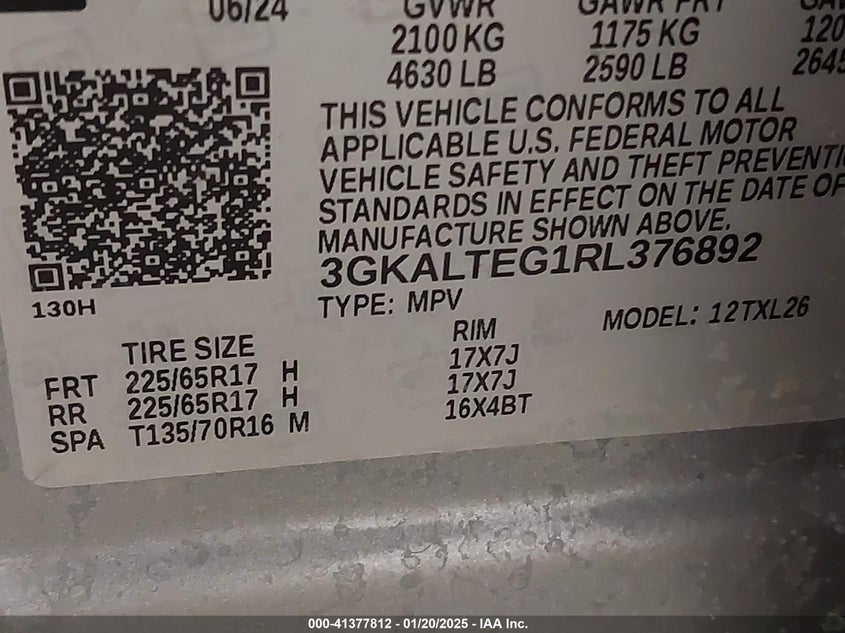 06/24 GVWR GAWR FRT
2100 KG 1175 KG 120
4630 LB 2590 LB 2645
THIS VEHICLE CONFORMS TO ALL
APPLICABLE U.S. FEDERAL MOTOR
VEHICLE SAFETY AND THEFT PREVENTI
STANDARDS IN EFFECT ON THE DATE OF
MANUFACTURE SHOWN ABOVE.
3GKALTEG1RL376892
130H
TYPE: MPV MODEL: 12TXL26
TIRE SIZE RIM
FRT 225/65R17 H 17X7J
RR 225/65R17 H 17X7J
SPA T135/70R16 M 16X4BT
000-41377812 - 01/20/2025 - IAA Inc.